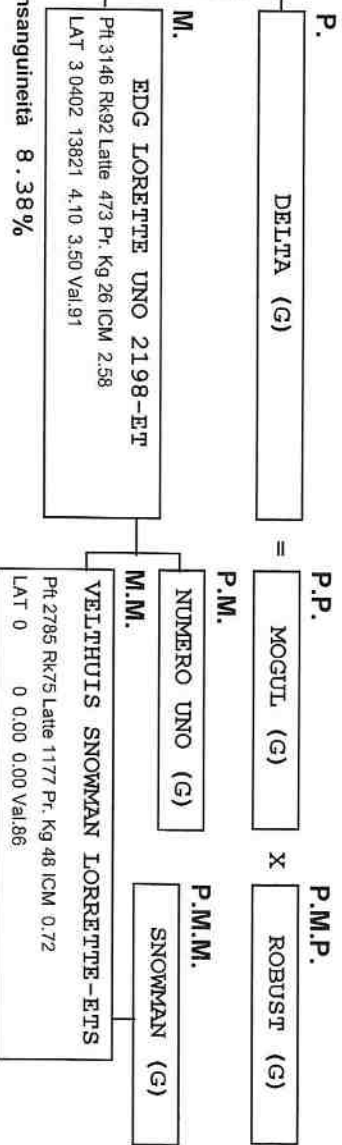 P.
DELTA (G)
=
P.P.
MOGUL (G)
X
P.M.P.
ROBUST (G)
M.
EDG LORETTE UNO 2198-ET
Pft 3146 Rk92 Latte 473 Pr. Kg 26 ICM 2.58
LAT 3 0402 13821 4.10 3.50 Val.91
P.M.
NUMERO UNO (G)
P.M.M.
SNOWMAN (G)
M.M.
VELTHUIS SNOWMAN LORRETTE-ETS
Pft 2785 Rk75 Latte 1177 Pr. Kg 48 ICM 0.72
LAT 0 0 0.00 0.00 Val.86
nsanguineità 8.38%